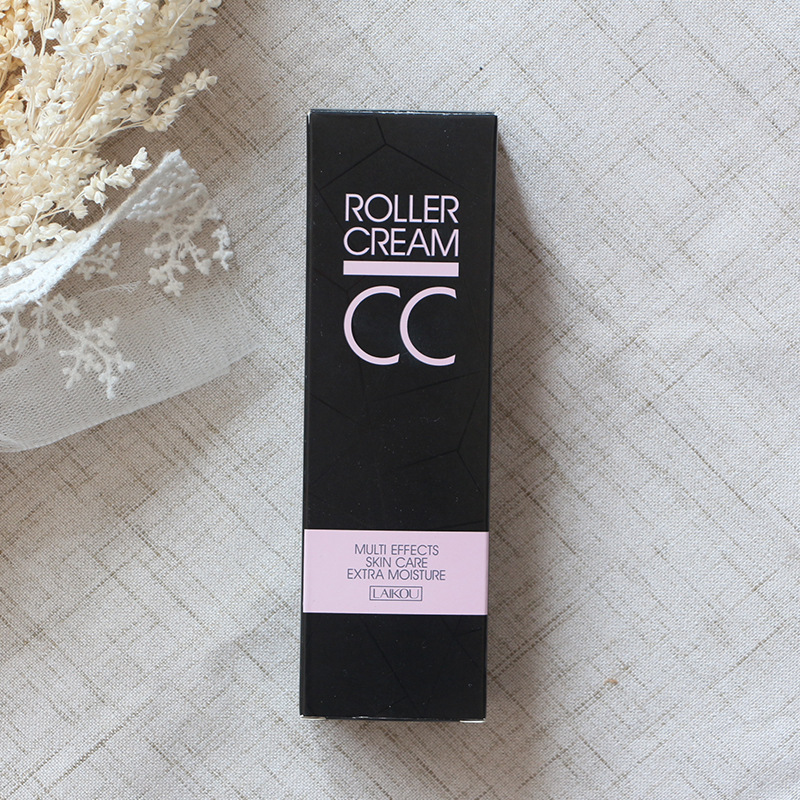 ROLLER
CREAM
CC
MULTI EFFECTS
SKIN CARE
EXTRA MOISTURE
LAIKOU